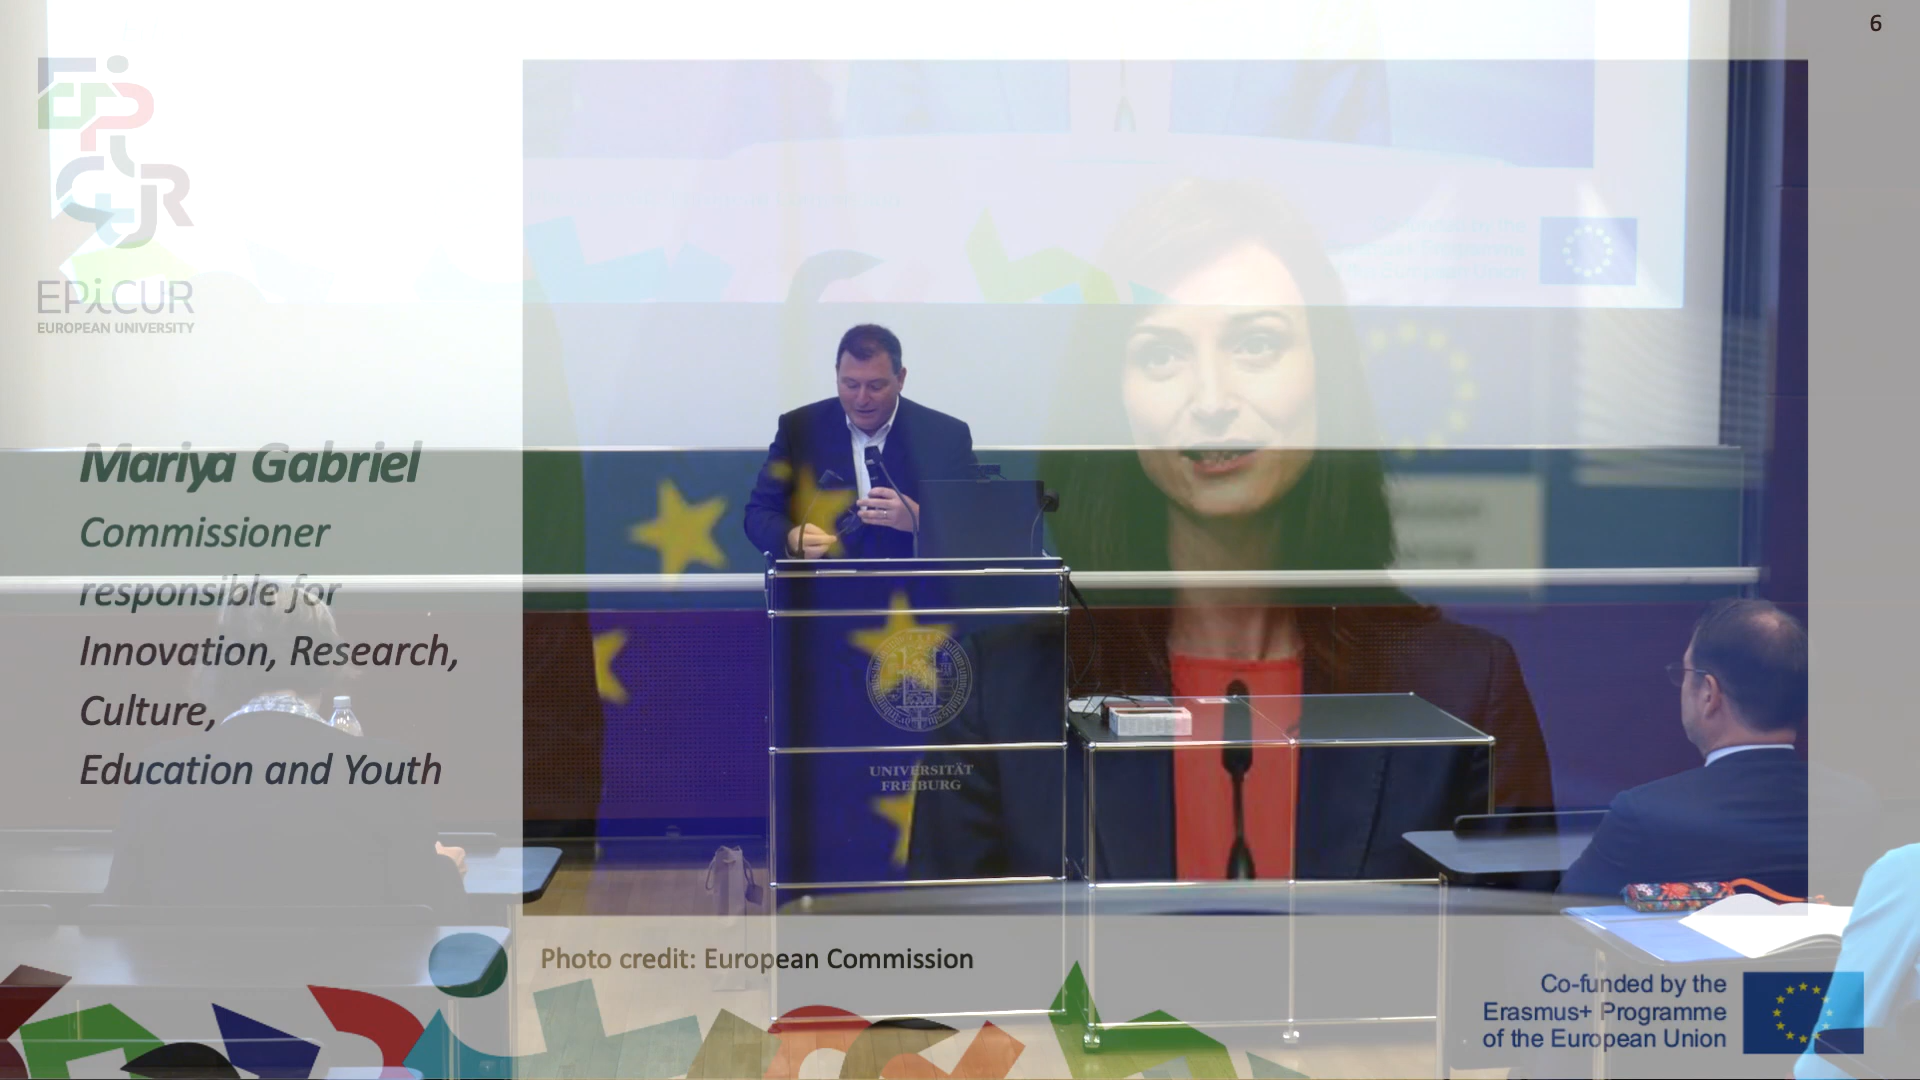 6
EPiCUR
EUROPEAN UNIVERSITY
Mariya Gabriel
Commissioner
responsible for
Innovation, Research,
Culture,
Education and Youth
UNIVERSITÄT
FREIBURG
Photo credit: European Commission
Co-funded by the
Erasmus+ Programme
of the European Union